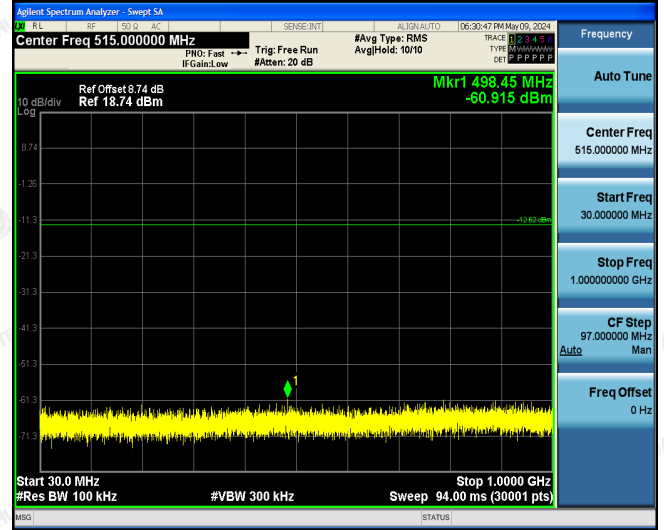 Agilent Spectrum Analyzer - Swept SA
LXI RL RF 50 Ω AC SENSE:INT ALIGN AUTO 06:30:47 PM May 09, 2024
Center Freq 515.000000 MHz
PNO: Fast
IFGain:Low
Trig: Free Run
#Atten: 20 dB
#Avg Type: RMS
Avg|Hold: 10/10
TRACE 1 2 3 4 5 6
TYPE M WWWWW
DET P P P P P P
Frequency
Auto Tune
Center Freq
515.000000 MHz
Start Freq
30.000000 MHz
Stop Freq
1.000000000 GHz
CF Step
97.000000 MHz
Auto Man
Freq Offset
0 Hz
Ref Offset 8.74 dB
10 dB/div Ref 18.74 dBm
Log
Mkr1 498.45 MHz
-60.915 dBm
8.74
-1.26
-11.3
-12.62 dBm
-21.3
-31.3
-41.3
-51.3
1
-61.3
-71.3
Start 30.0 MHz Stop 1.0000 GHz
#Res BW 100 kHz #VBW 300 kHz Sweep 94.00 ms (30001 pts)
MSG STATUS